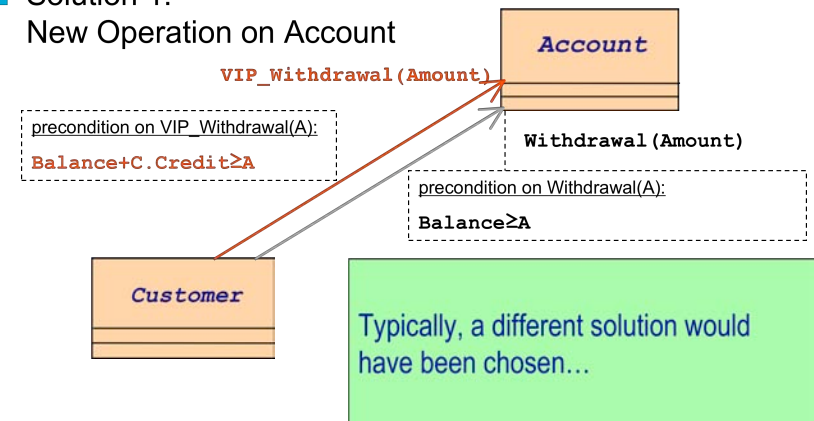 Solution 1:
New Operation on Account
Account
VIP_Withdrawal(Amount)
precondition on VIP_Withdrawal(A):
Balance+C.Credit≥A
Withdrawal(Amount)
precondition on Withdrawal(A):
Balance≥A
Customer
Typically, a different solution would
have been chosen…